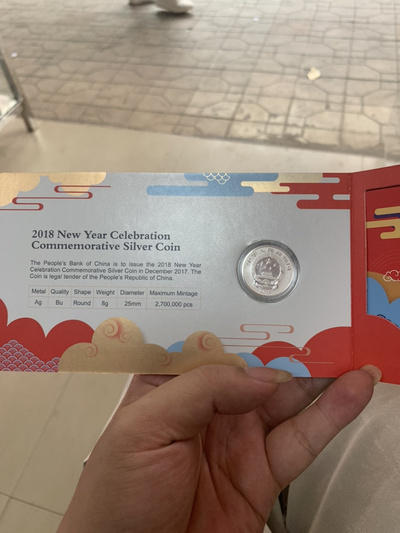 2018 New Year Celebration
Commemorative Silver Coin
The People's Bank of China is to issue the 2018 New Year
Celebration Commemorative Silver Coin in December 2017. The
Coin is legal tender of the People's Republic of China.
Metal Quality Shape Weight Diameter Maximum Mintage
Ag Bu Round 8g 25mm 2,700,000 pcs